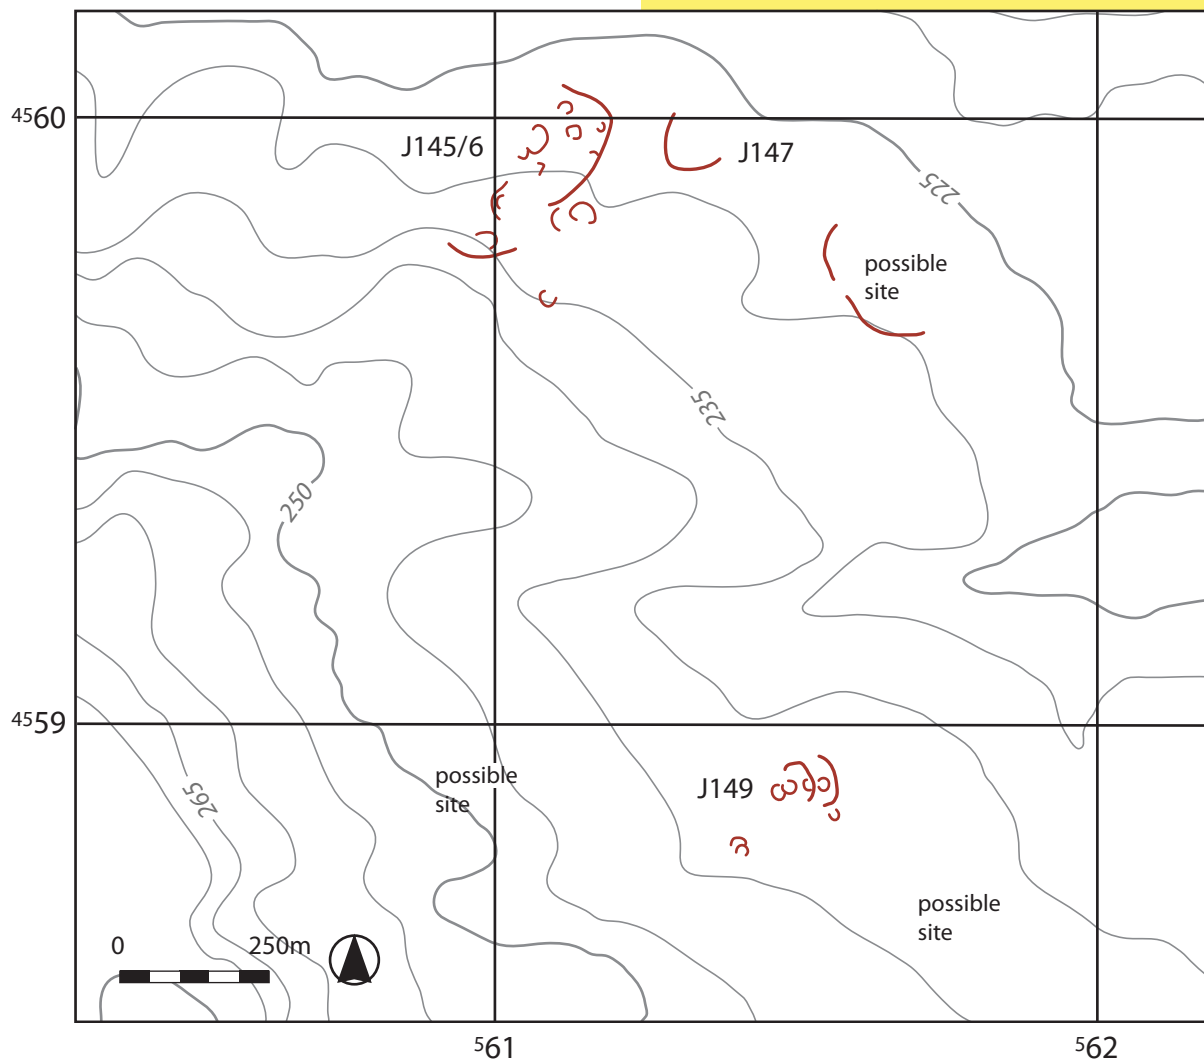 ⁴⁵60
J145/6
J147
225
possible
site
235
250
⁴⁵59
possible
site
J149
265
possible
site
0 250m
⁵61
⁵62